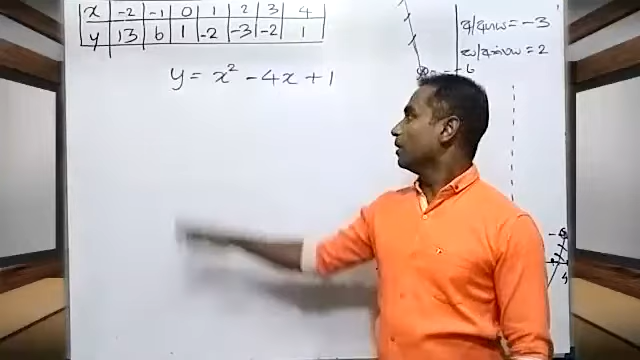 x -2 -1 0 1 2 3 4
y 13 6 1 -2 -3 -2 1
y = x² - 4x + 1
= -3
= 2
-6